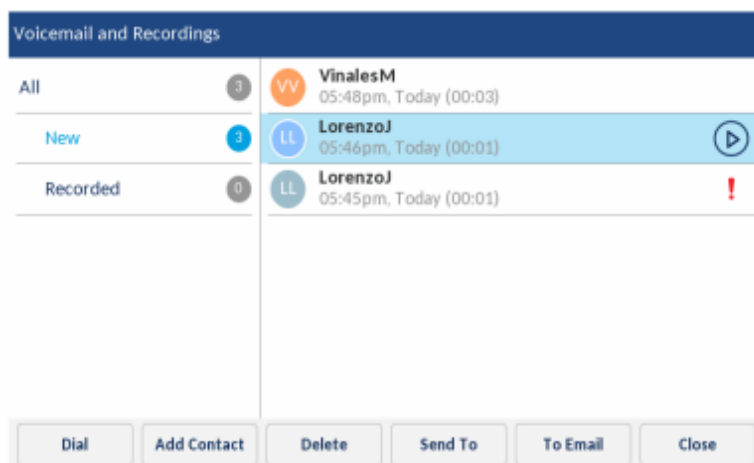 Voicemail and Recordings
All 3
New 3
Recorded 0
VV VinalesM
05:48pm, Today (00:03)
LL LorenzoJ
05:46pm, Today (00:01)
LL LorenzoJ
05:45pm, Today (00:01)
!
Dial Add Contact Delete Send To To Email Close